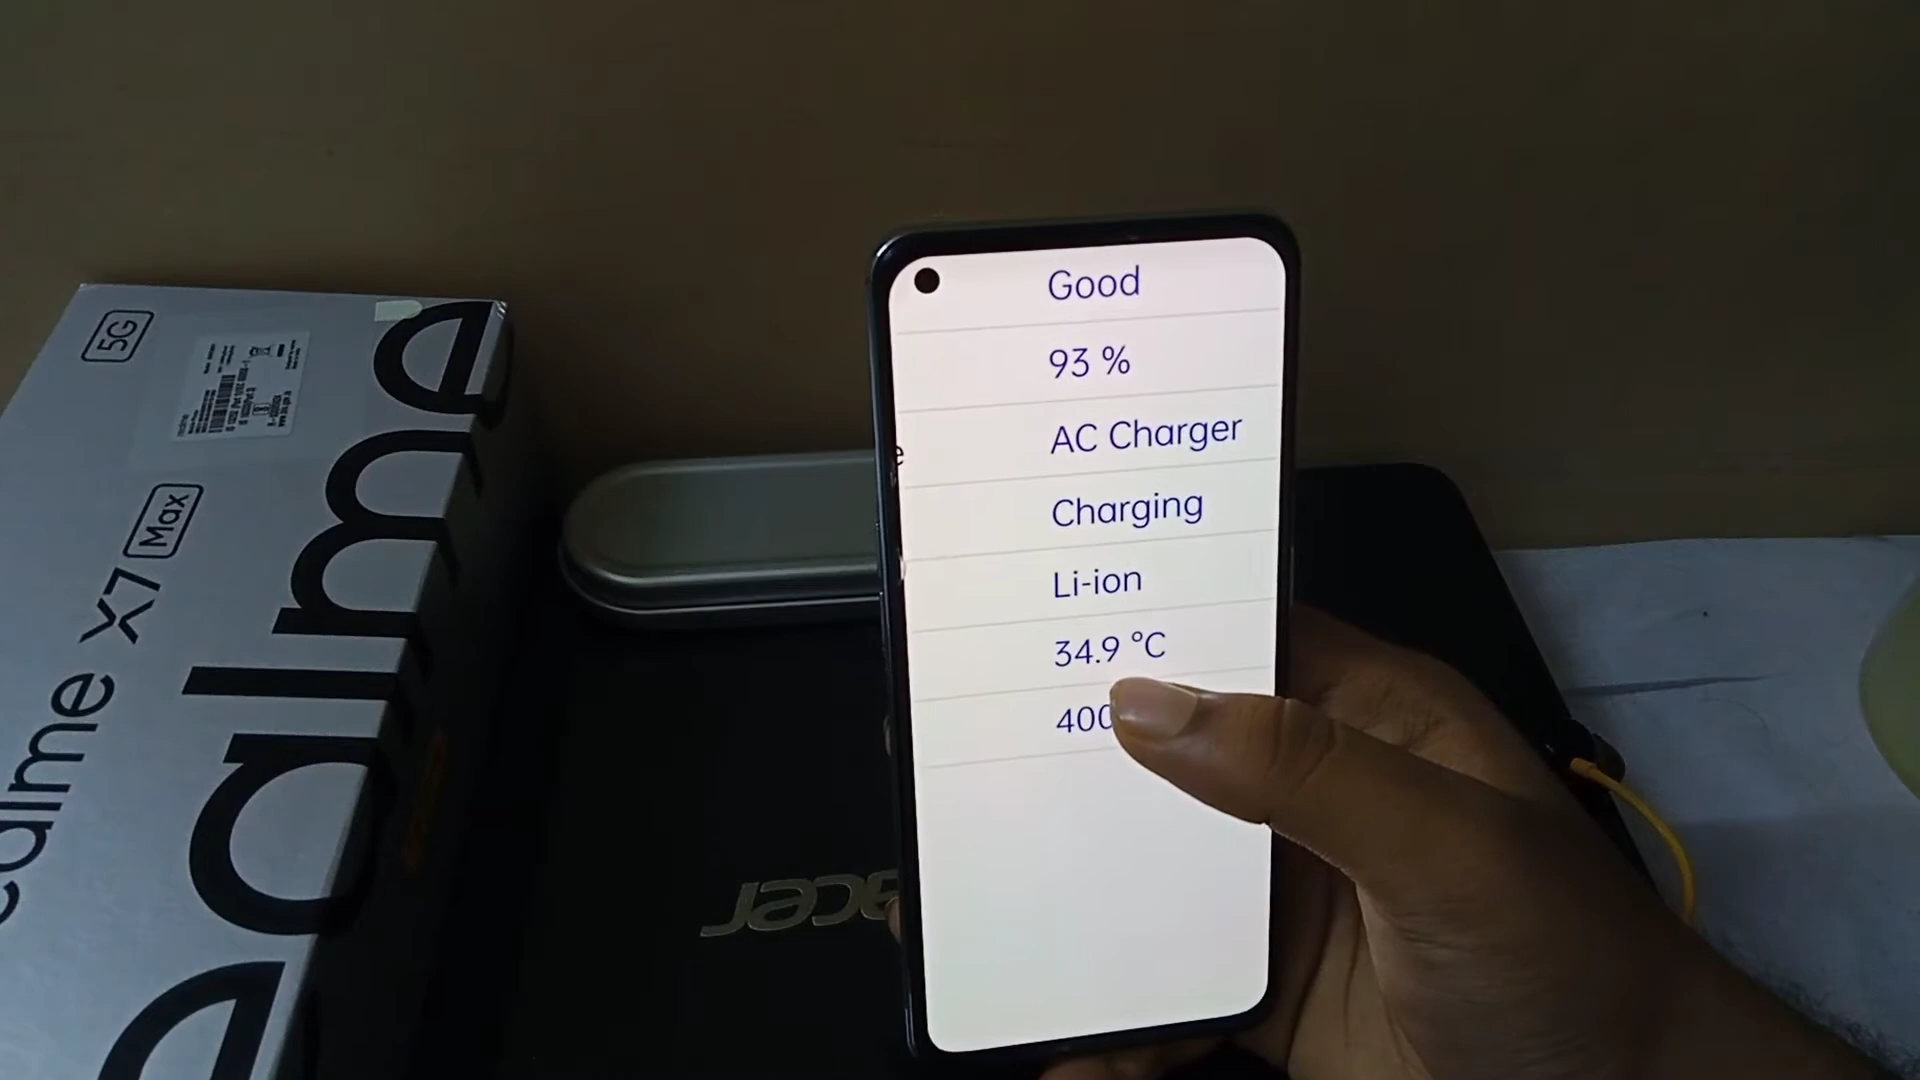 5G
realme X7 Max
realme
Good
93 %
AC Charger
e
Charging
Li-ion
34.9 °C
400
acer